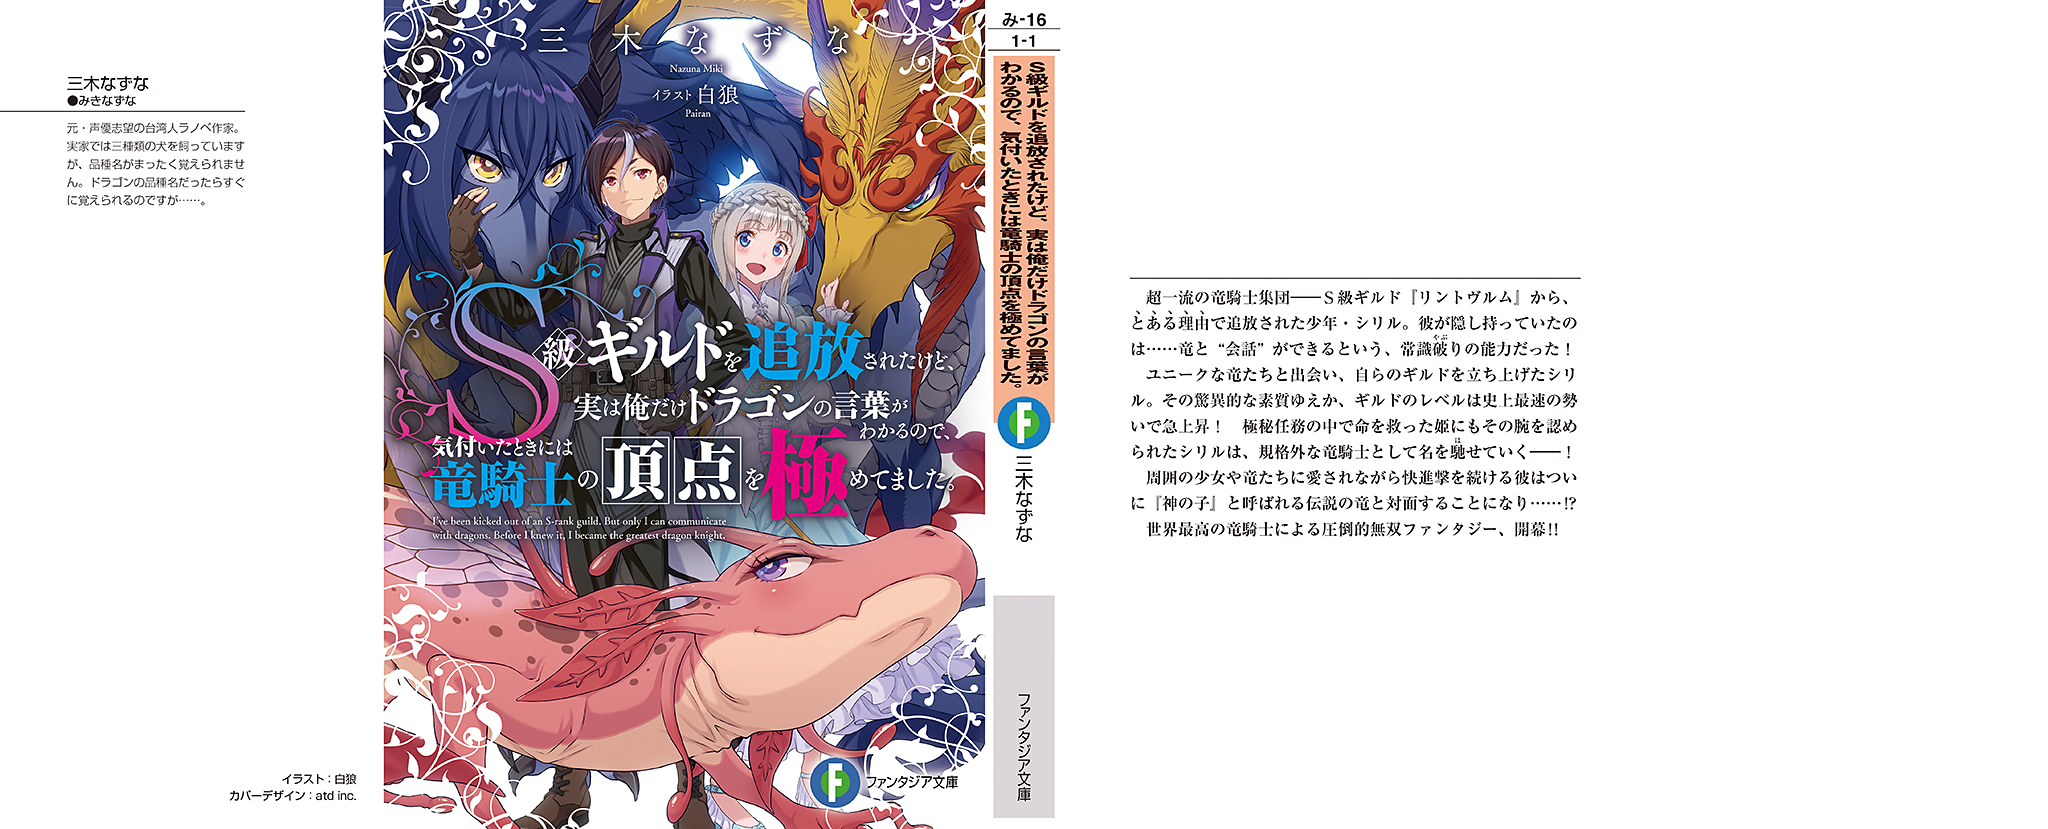 三木なずな
●みきなずな
元・声優志望の台湾人ラノベ作家。
実家では三種類の犬を飼っています
が、品種名がまったく覚えられませ
ん。ドラゴンの品種名だったらすぐ
に覚えられるのですが……。
イラスト：白狼
カバーデザイン：atd inc.
三木なずな
Nazuna Miki
イラスト 白狼
Pairan
S級ギルドを追放されたけど、
実は俺だけドラゴンの言葉が
わかるので、
気付いたときには
竜騎士の頂点を極めてました。
I've been kicked out of an S-rank guild. But only I can communicate
with dragons. Before I knew it, I became the greatest dragon knight.
F ファンタジア文庫
み-16
1-1
S級ギルドを追放されたけど、実は俺だけドラゴンの言葉が
わかるので、気付いたときには竜騎士の頂点を極めてました。
F
三木なずな
ファンタジア文庫
超一流の竜騎士集団――Ｓ級ギルド『リントヴルム』から、
とある理由で追放された少年・シリル。彼が隠し持っていたの
は……竜と“会話”ができるという、常識破りの能力だった！
ユニークな竜たちと出会い、自らのギルドを立ち上げたシリ
ル。その驚異的な素質ゆえか、ギルドのレベルは史上最速の勢
いで急上昇！　極秘任務の中で命を救った姫にもその腕を認め
られたシリルは、規格外な竜騎士として名を馳せていく――！
周囲の少女や竜たちに愛されながら快進撃を続ける彼はつい
に『神の子』と呼ばれる伝説の竜と対面することになり……!?
世界最高の竜騎士による圧倒的無双ファンタジー、開幕!!